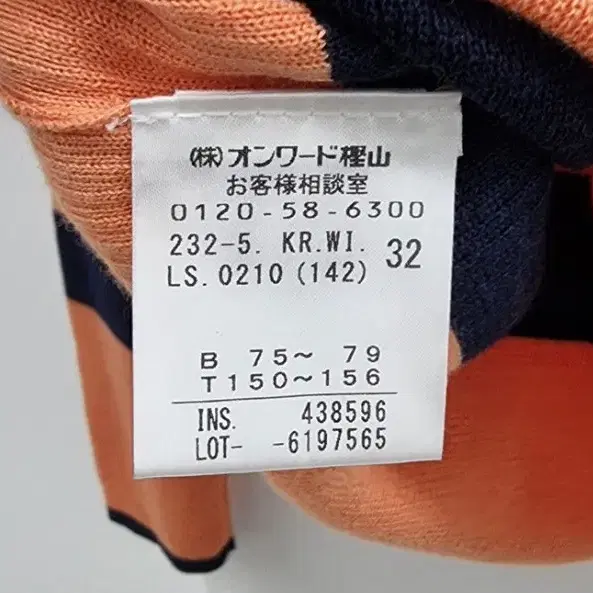 (株)オンワード樫山
お客様相談室
0120-58-6300
232-5. KR.WI. 32
LS.0210(142)
B 75～ 79
T150～156
INS. 438596
LOT- -6197565